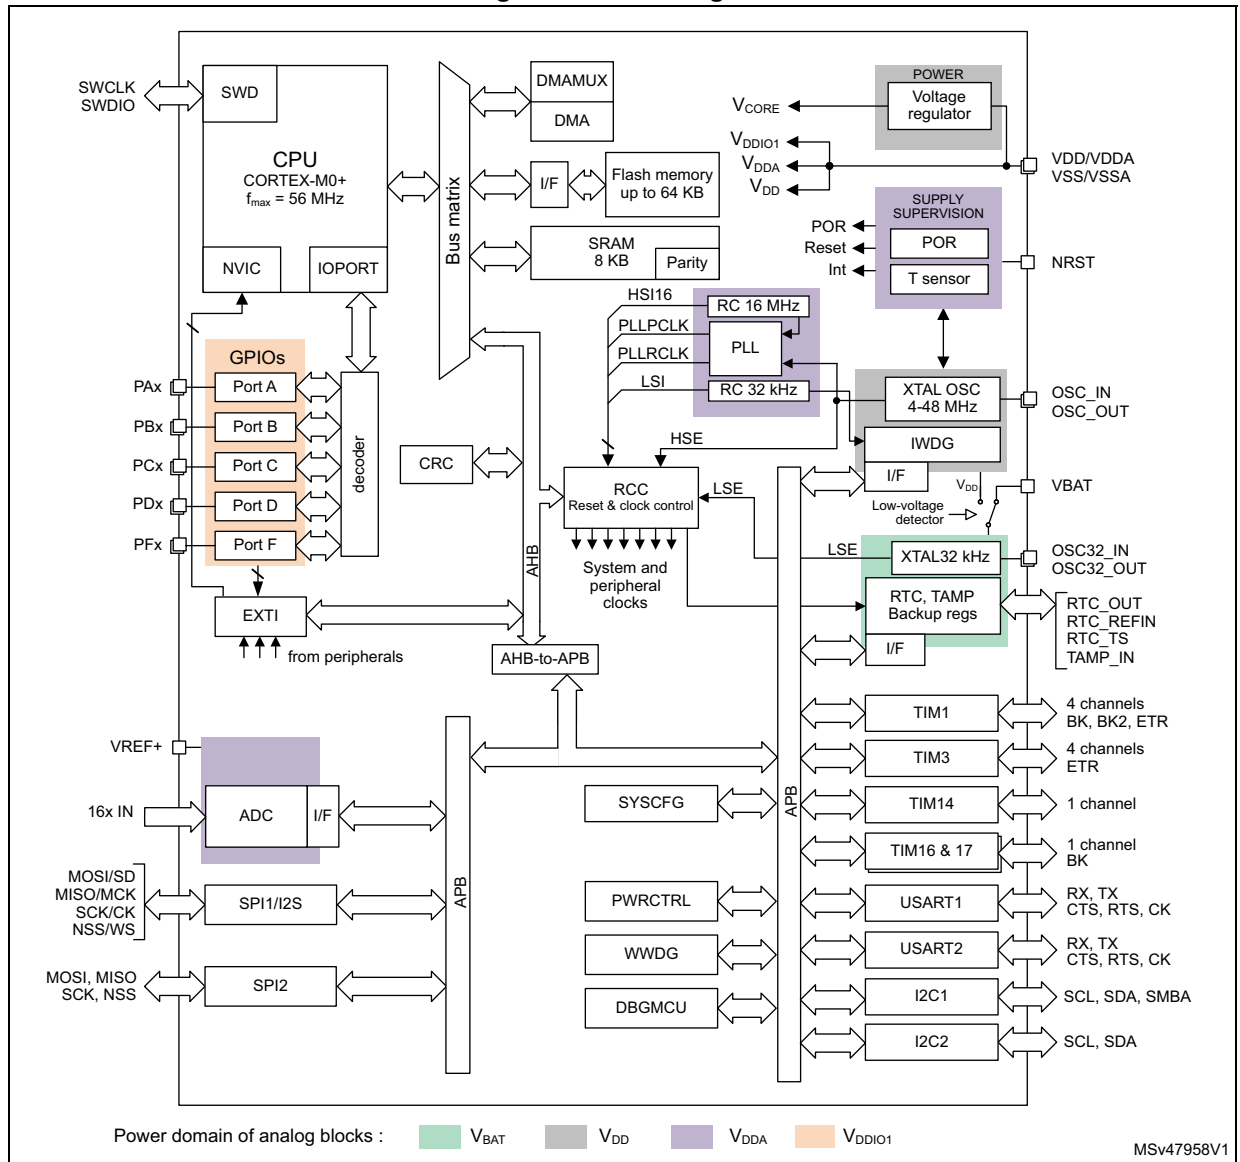 SWCLK
SWDIO
SWD
CPU
CORTEX-M0+
fmax = 56 MHz
NVIC
IOPORT
Bus matrix
DMAMUX
DMA
I/F
Flash memory
up to 64 KB
SRAM
8 KB
Parity
POWER
Voltage
regulator
VCORE
VDDIO1
VDDA
VDD
VDD/VDDA
VSS/VSSA
SUPPLY
SUPERVISION
POR
Reset
Int
POR
T sensor
NRST
HSI16
PLLPCLK
PLLRCLK
LSI
RC 16 MHz
PLL
RC 32 kHz
HSE
XTAL OSC
4-48 MHz
IWDG
I/F
OSC_IN
OSC_OUT
GPIOs
PAx
Port A
PBx
Port B
PCx
Port C
PDx
Port D
PFx
Port F
decoder
CRC
RCC
Reset & clock control
LSE
System and
peripheral
clocks
VDD
Low-voltage
detector
VBAT
LSE
XTAL32 kHz
OSC32_IN
OSC32_OUT
RTC, TAMP
Backup regs
I/F
RTC_OUT
RTC_REFIN
RTC_TS
TAMP_IN
EXTI
from peripherals
AHB
AHB-to-APB
VREF+
16x IN
ADC
I/F
MOSI/SD
MISO/MCK
SCK/CK
NSS/WS
SPI1/I2S
MOSI, MISO
SCK, NSS
SPI2
APB
SYSCFG
PWRCTRL
WWDG
DBGMCU
APB
TIM1
4 channels
BK, BK2, ETR
TIM3
4 channels
ETR
TIM14
1 channel
TIM16 & 17
1 channel
BK
USART1
RX, TX
CTS, RTS, CK
USART2
RX, TX
CTS, RTS, CK
I2C1
SCL, SDA, SMBA
I2C2
SCL, SDA
Power domain of analog blocks :
VBAT
VDD
VDDA
VDDIO1
MSv47958V1